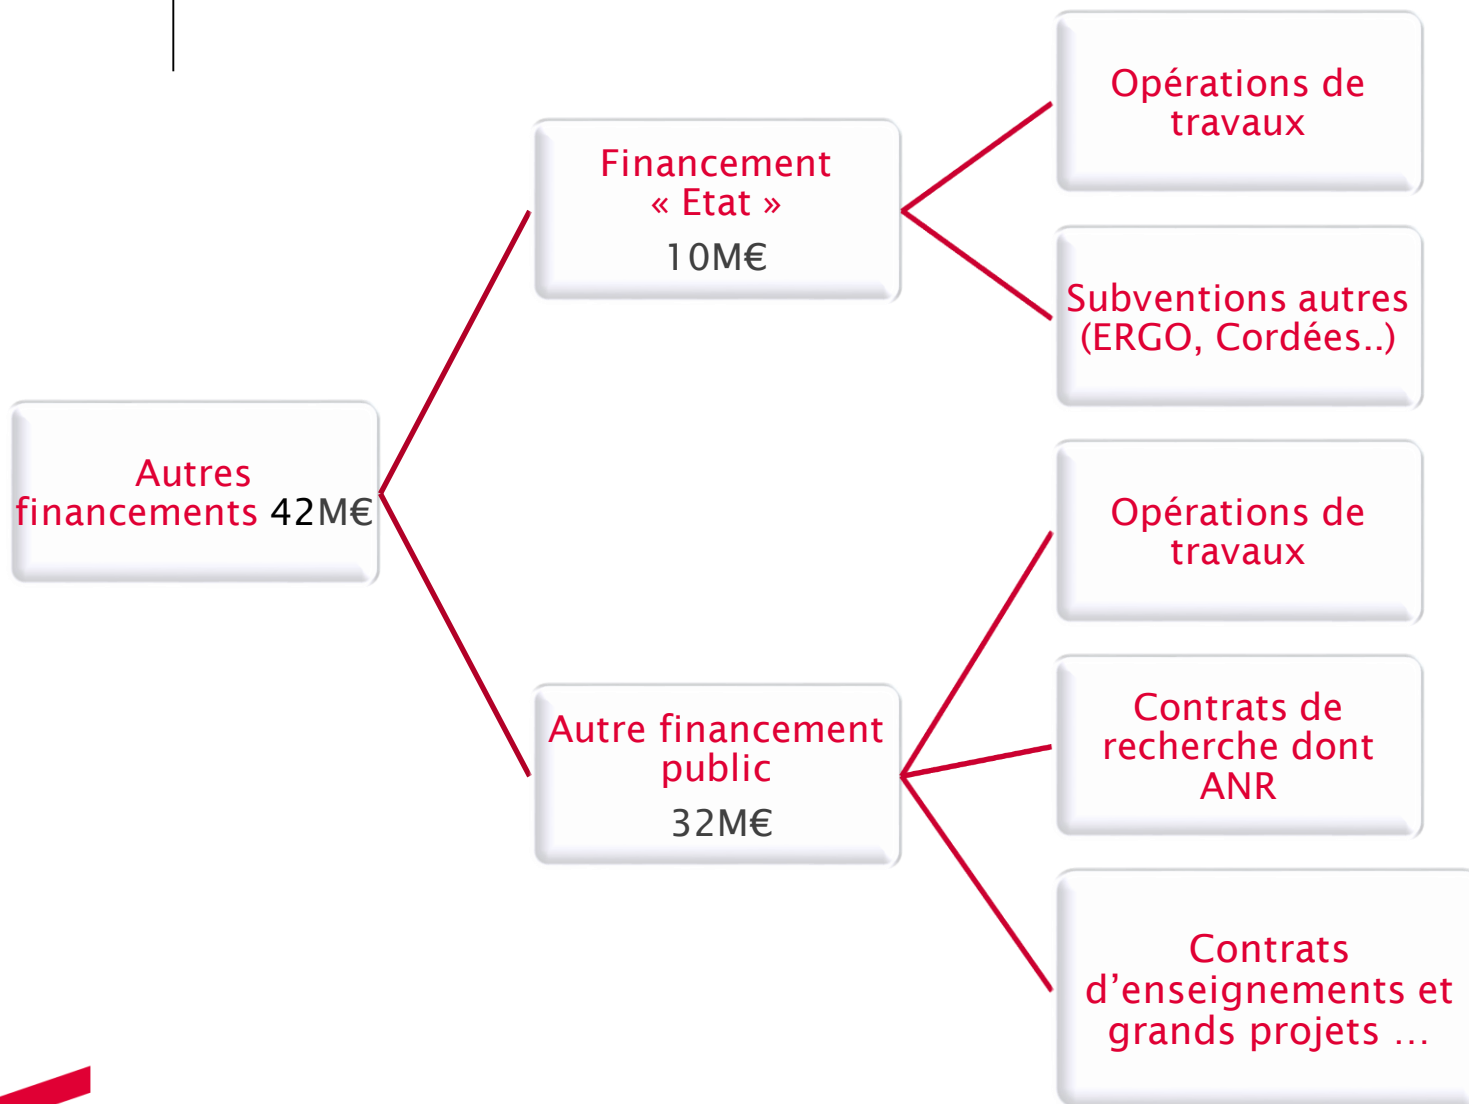 Autres
financements 42M€
Financement
« Etat »
10M€
Opérations de
travaux
Subventions autres
(ERGO, Cordées..)
Autre financement
public
32M€
Opérations de
travaux
Contrats de
recherche dont
ANR
Contrats
d’enseignements et
grands projets …